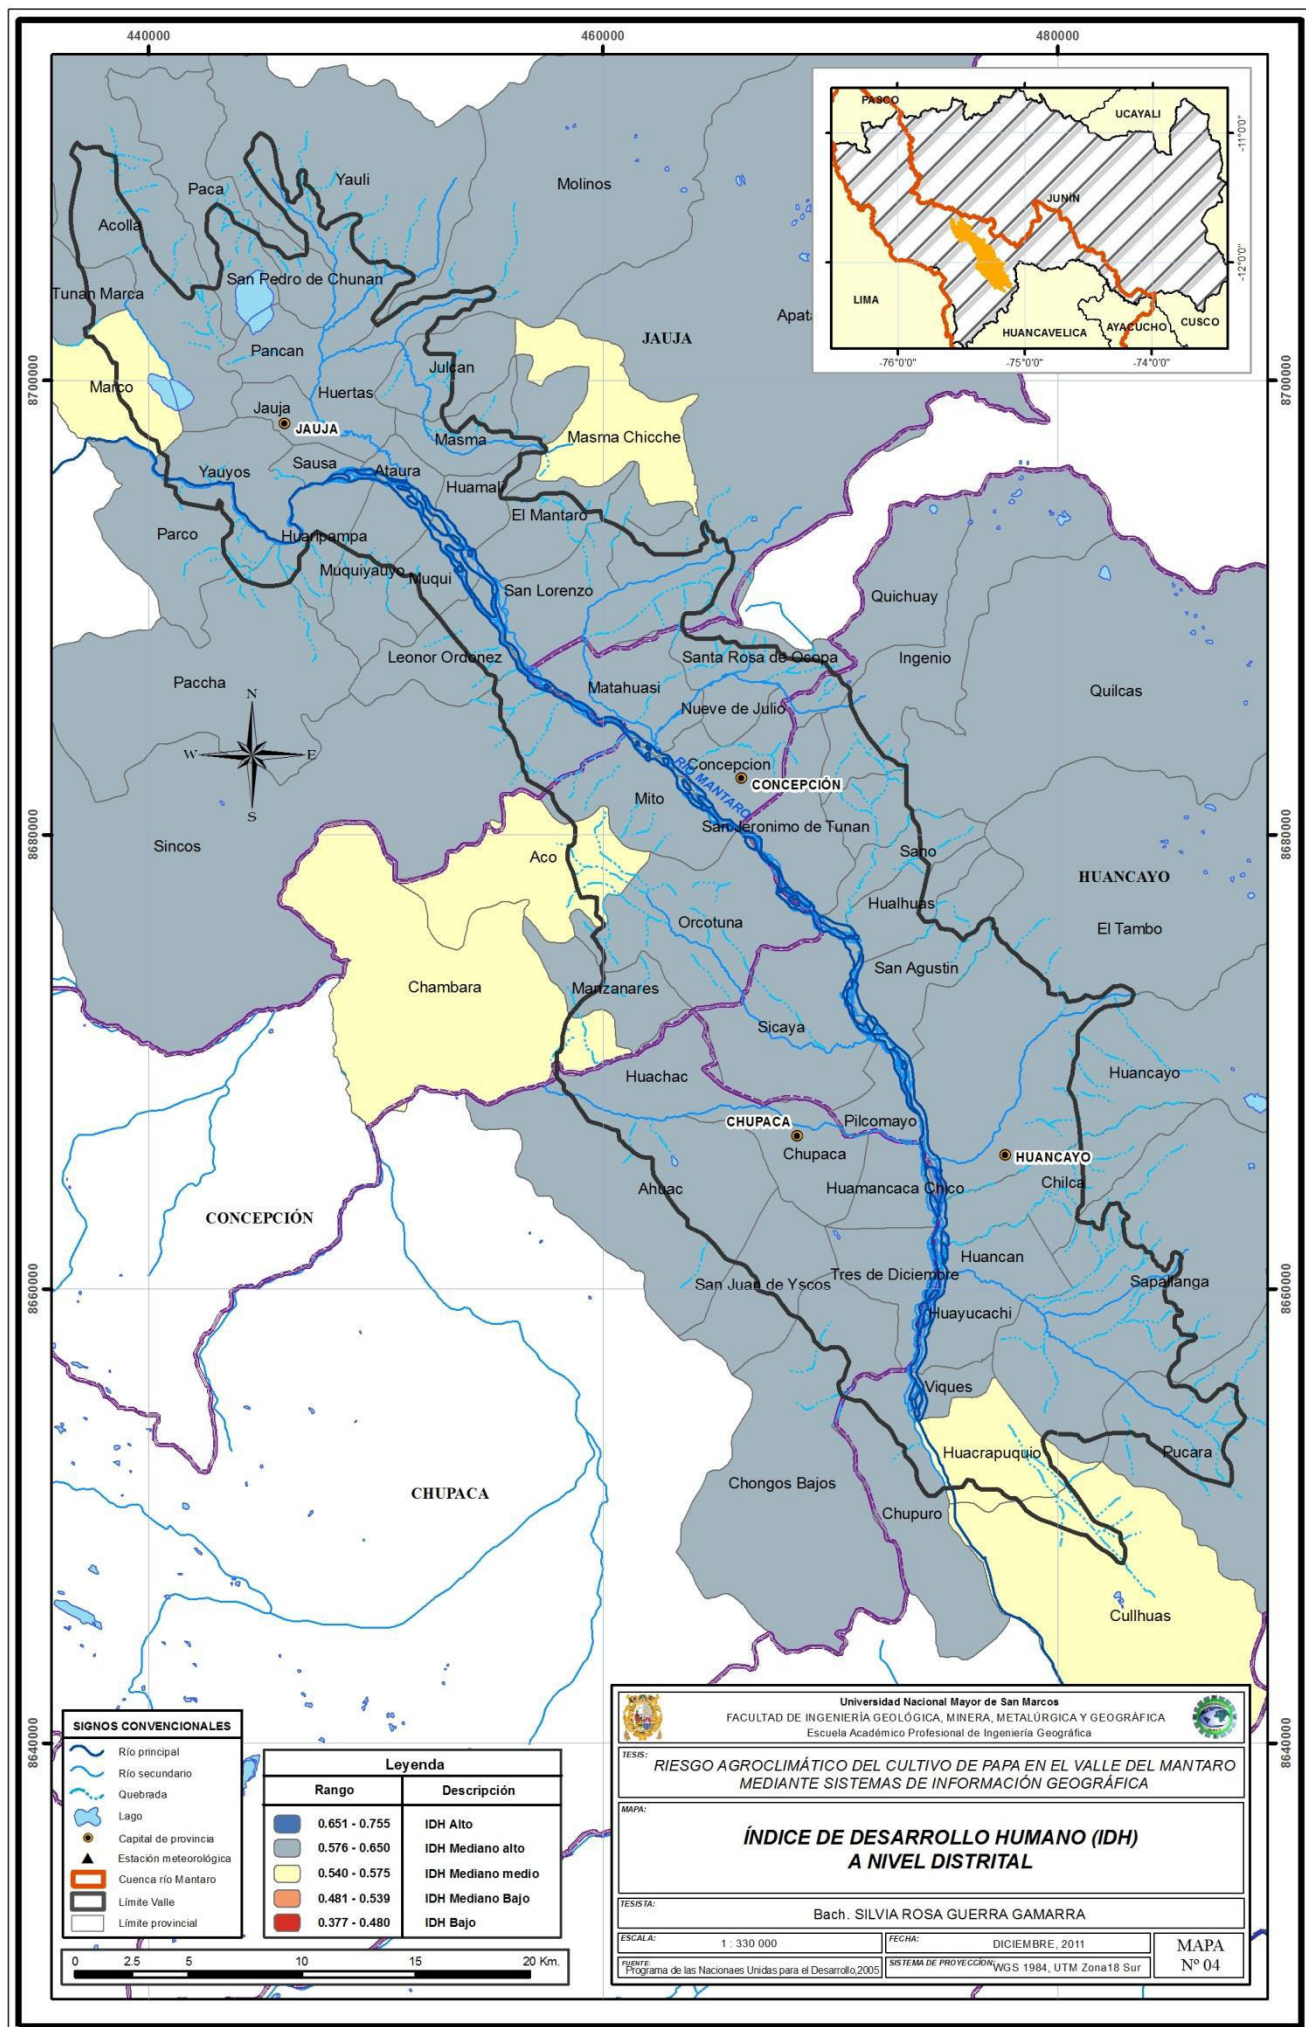 440000
460000
480000
PASCO
UCAYALI
JUNÍN
LIMA
HUANCAVELICA
AYACUCHO
CUSCO
-11°0'0"
-12°0'0"
-76°0'0"
-75°0'0"
-74°0'0"
Molinos
Yauli
Paca
Acolla
San Pedro de Chunan
Tunan Marca
Apat
JAUJA
Pancan
Julcan
8700000
8700000
Marco
Huertas
Jauja
JAUJA
Masma
Masma Chicche
Sausa
Ataura
Yauyos
Huamali
El Mantaro
Parco
Huaripampa
Muquiyauyo
Muqui
San Lorenzo
Quichuay
Leonor Ordonez
Santa Rosa de Ocopa
Ingenio
Paccha
Matahuasi
Quilcas
N
W
E
S
Nueve de Julio
Concepcion
CONCEPCIÓN
RÍO MANTARO
Mito
San Jeronimo de Tunan
8680000
8680000
Sincos
Aco
Sano
HUANCAYO
Hualhuas
Orcotuna
El Tambo
San Agustin
Chambara
Manzanares
Sicaya
Huachac
Huancayo
CHUPACA
Pilcomayo
Chupaca
HUANCAYO
Ahuac
Huamancaca Chico
Chilca
CONCEPCIÓN
Huancan
San Juan de Yscos
Tres de Diciembre
Sapallanga
8660000
8660000
Huayucachi
Viques
Huacrapuquio
Pucara
CHUPACA
Chongos Bajos
Chupuro
Cullhuas
8640000
8640000
SIGNOS CONVENCIONALES
Río principal
Río secundario
Quebrada
Lago
Capital de provincia
Estación meteorológica
Cuenca río Mantaro
Límite Valle
Límite provincial
Leyenda
Rango Descripción
0.651 - 0.755 IDH Alto
0.576 - 0.650 IDH Mediano alto
0.540 - 0.575 IDH Mediano medio
0.481 - 0.539 IDH Mediano Bajo
0.377 - 0.480 IDH Bajo
0 2.5 5 10 15 20 Km.
Universidad Nacional Mayor de San Marcos
FACULTAD DE INGENIERÍA GEOLÓGICA, MINERA, METALÚRGICA Y GEOGRÁFICA
Escuela Académico Profesional de Ingeniería Geográfica
TESIS:
RIESGO AGROCLIMÁTICO DEL CULTIVO DE PAPA EN EL VALLE DEL MANTARO
MEDIANTE SISTEMAS DE INFORMACIÓN GEOGRÁFICA
MAPA:
ÍNDICE DE DESARROLLO HUMANO (IDH)
A NIVEL DISTRITAL
TESISTA:
Bach. SILVIA ROSA GUERRA GAMARRA
ESCALA: 1 : 330 000
FECHA: DICIEMBRE, 2011
FUENTE: Programa de las Nacionaes Unidas para el Desarrollo,2005
SISTEMA DE PROYECCIÓN: WGS 1984, UTM Zona18 Sur
MAPA
Nº 04